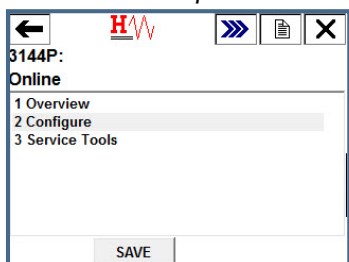 H
3144P:
Online
1 Overview
2 Configure
3 Service Tools
SAVE